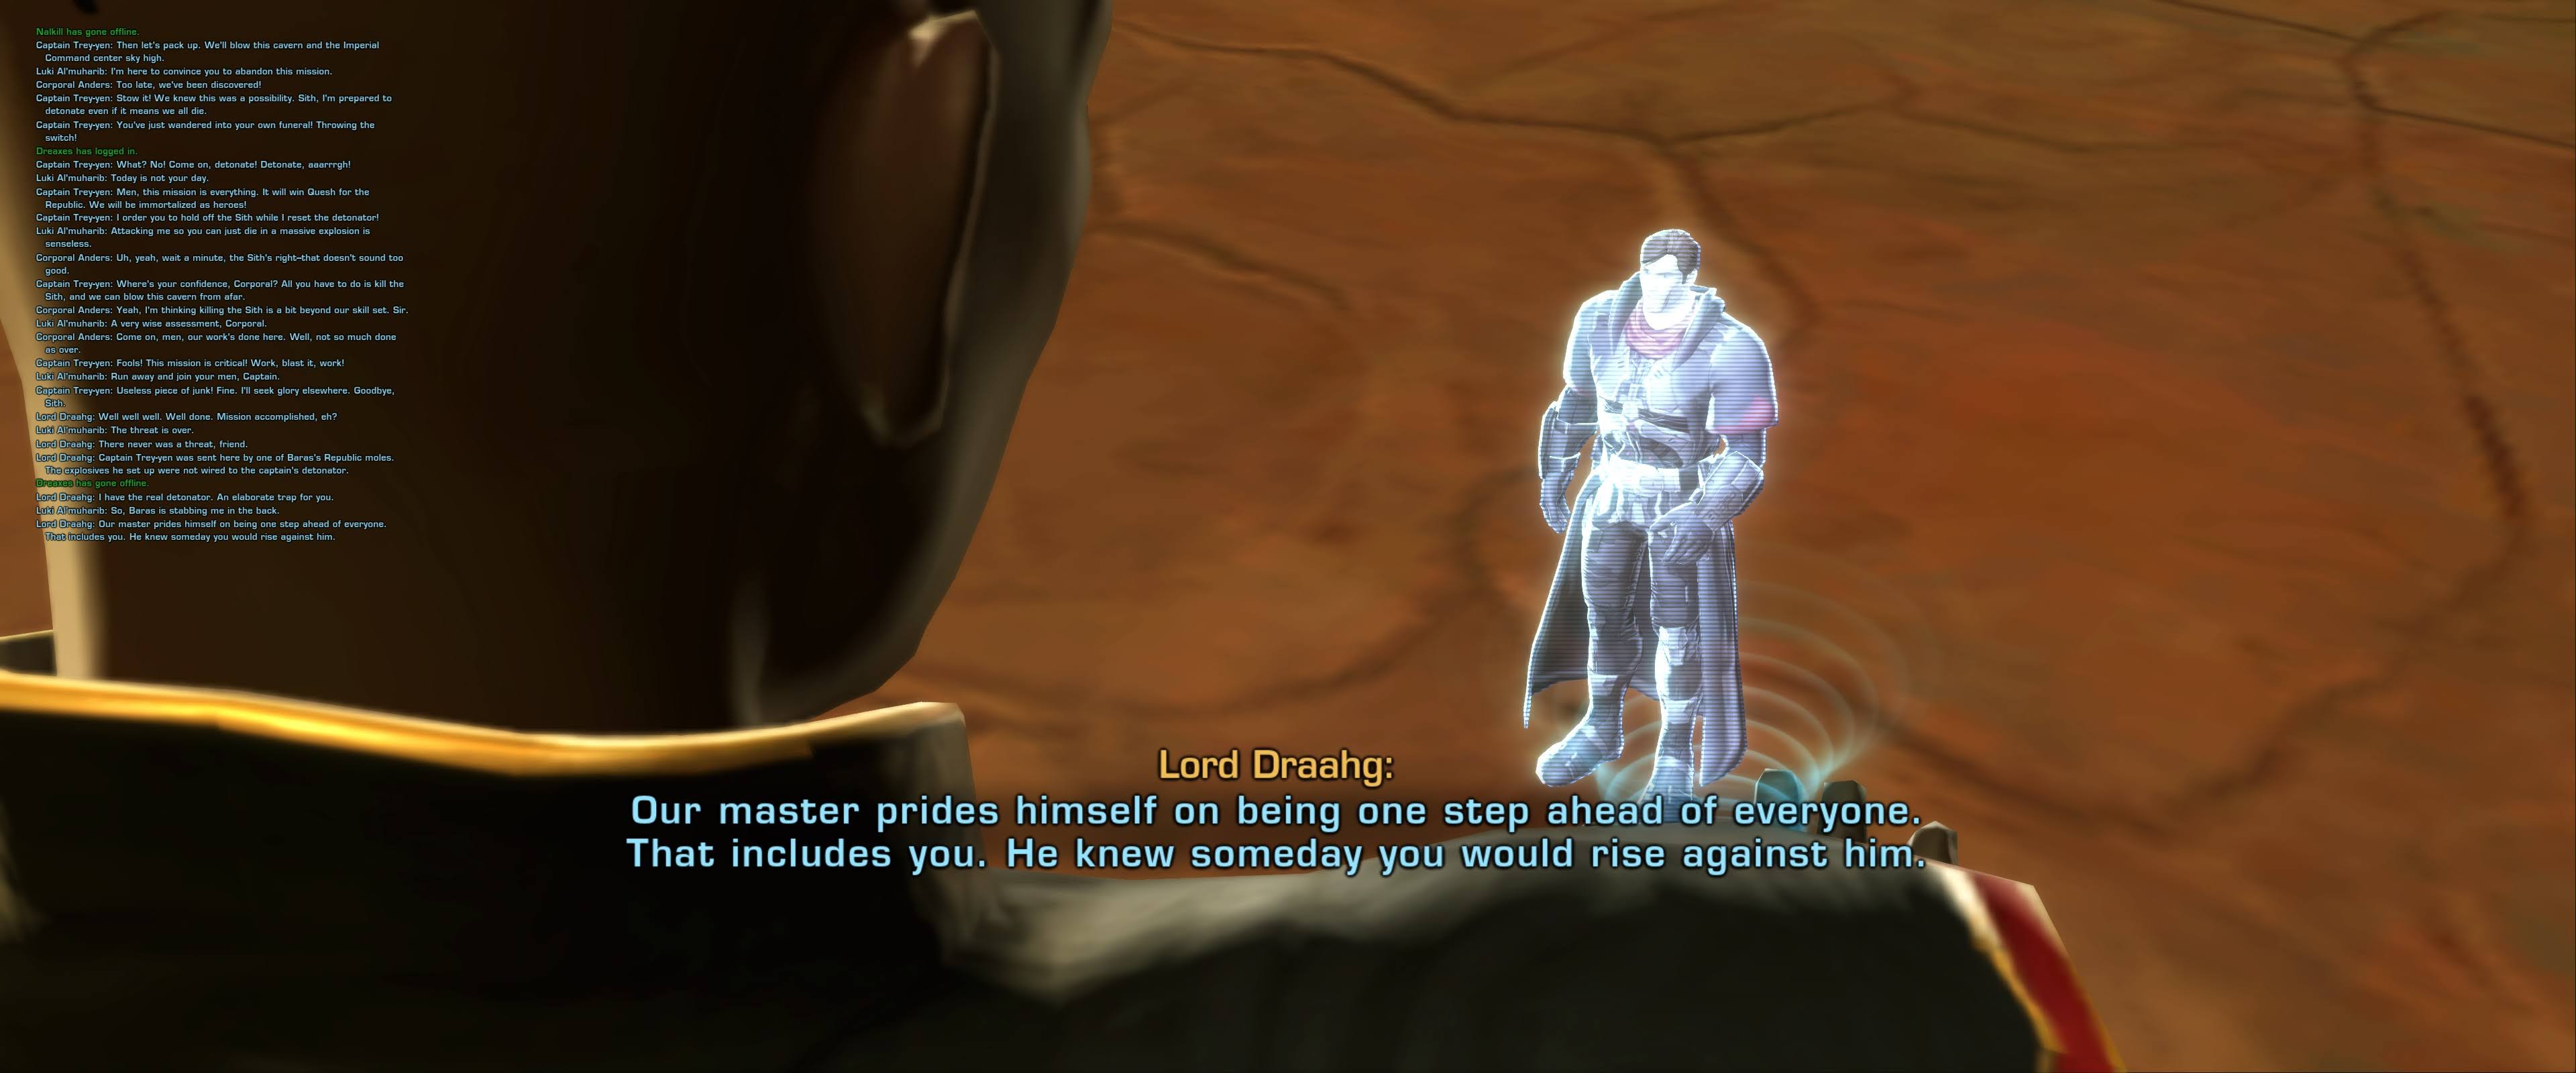 Nalkill has gone offline.
Captain Trey-yen: Then let's pack up. We'll blow this cavern and the Imperial
Command center sky high.
Luki Al'muharib: I'm here to convince you to abandon this mission.
Corporal Anders: Too late, we've been discovered!
Captain Trey-yen: Stow it! We knew this was a possibility. Sith, I'm prepared to
detonate even if it means we all die.
Captain Trey-yen: You've just wandered into your own funeral! Throwing the
switch!
Dreaxes has logged in.
Captain Trey-yen: What? No! Come on, detonate! Detonate, aaarrrgh!
Luki Al'muharib: Today is not your day.
Captain Trey-yen: Men, this mission is everything. It will win Quesh for the
Republic. We will be immortalized as heroes!
Captain Trey-yen: I order you to hold off the Sith while I reset the detonator!
Luki Al'muharib: Attacking me so you can just die in a massive explosion is
senseless.
Corporal Anders: Uh, yeah, wait a minute, the Sith's right–that doesn't sound too
good.
Captain Trey-yen: Where's your confidence, Corporal? All you have to do is kill the
Sith, and we can blow this cavern from afar.
Corporal Anders: Yeah, I'm thinking killing the Sith is a bit beyond our skill set. Sir.
Luki Al'muharib: A very wise assessment, Corporal.
Corporal Anders: Come on, men, our work's done here. Well, not so much done
as over.
Captain Trey-yen: Fools! This mission is critical! Work, blast it, work!
Luki Al'muharib: Run away and join your men, Captain.
Captain Trey-yen: Useless piece of junk! Fine. I'll seek glory elsewhere. Goodbye,
Sith.
Lord Draahg: Well well well. Well done. Mission accomplished, eh?
Luki Al'muharib: The threat is over.
Lord Draahg: There never was a threat, friend.
Lord Draahg: Captain Trey-yen was sent here by one of Baras's Republic moles.
The explosives he set up were not wired to the captain's detonator.
Dreaxes has gone offline.
Lord Draahg: I have the real detonator. An elaborate trap for you.
Luki Al'muharib: So, Baras is stabbing me in the back.
Lord Draahg: Our master prides himself on being one step ahead of everyone.
That includes you. He knew someday you would rise against him.
Lord Draahg:
Our master prides himself on being one step ahead of everyone.
That includes you. He knew someday you would rise against him.